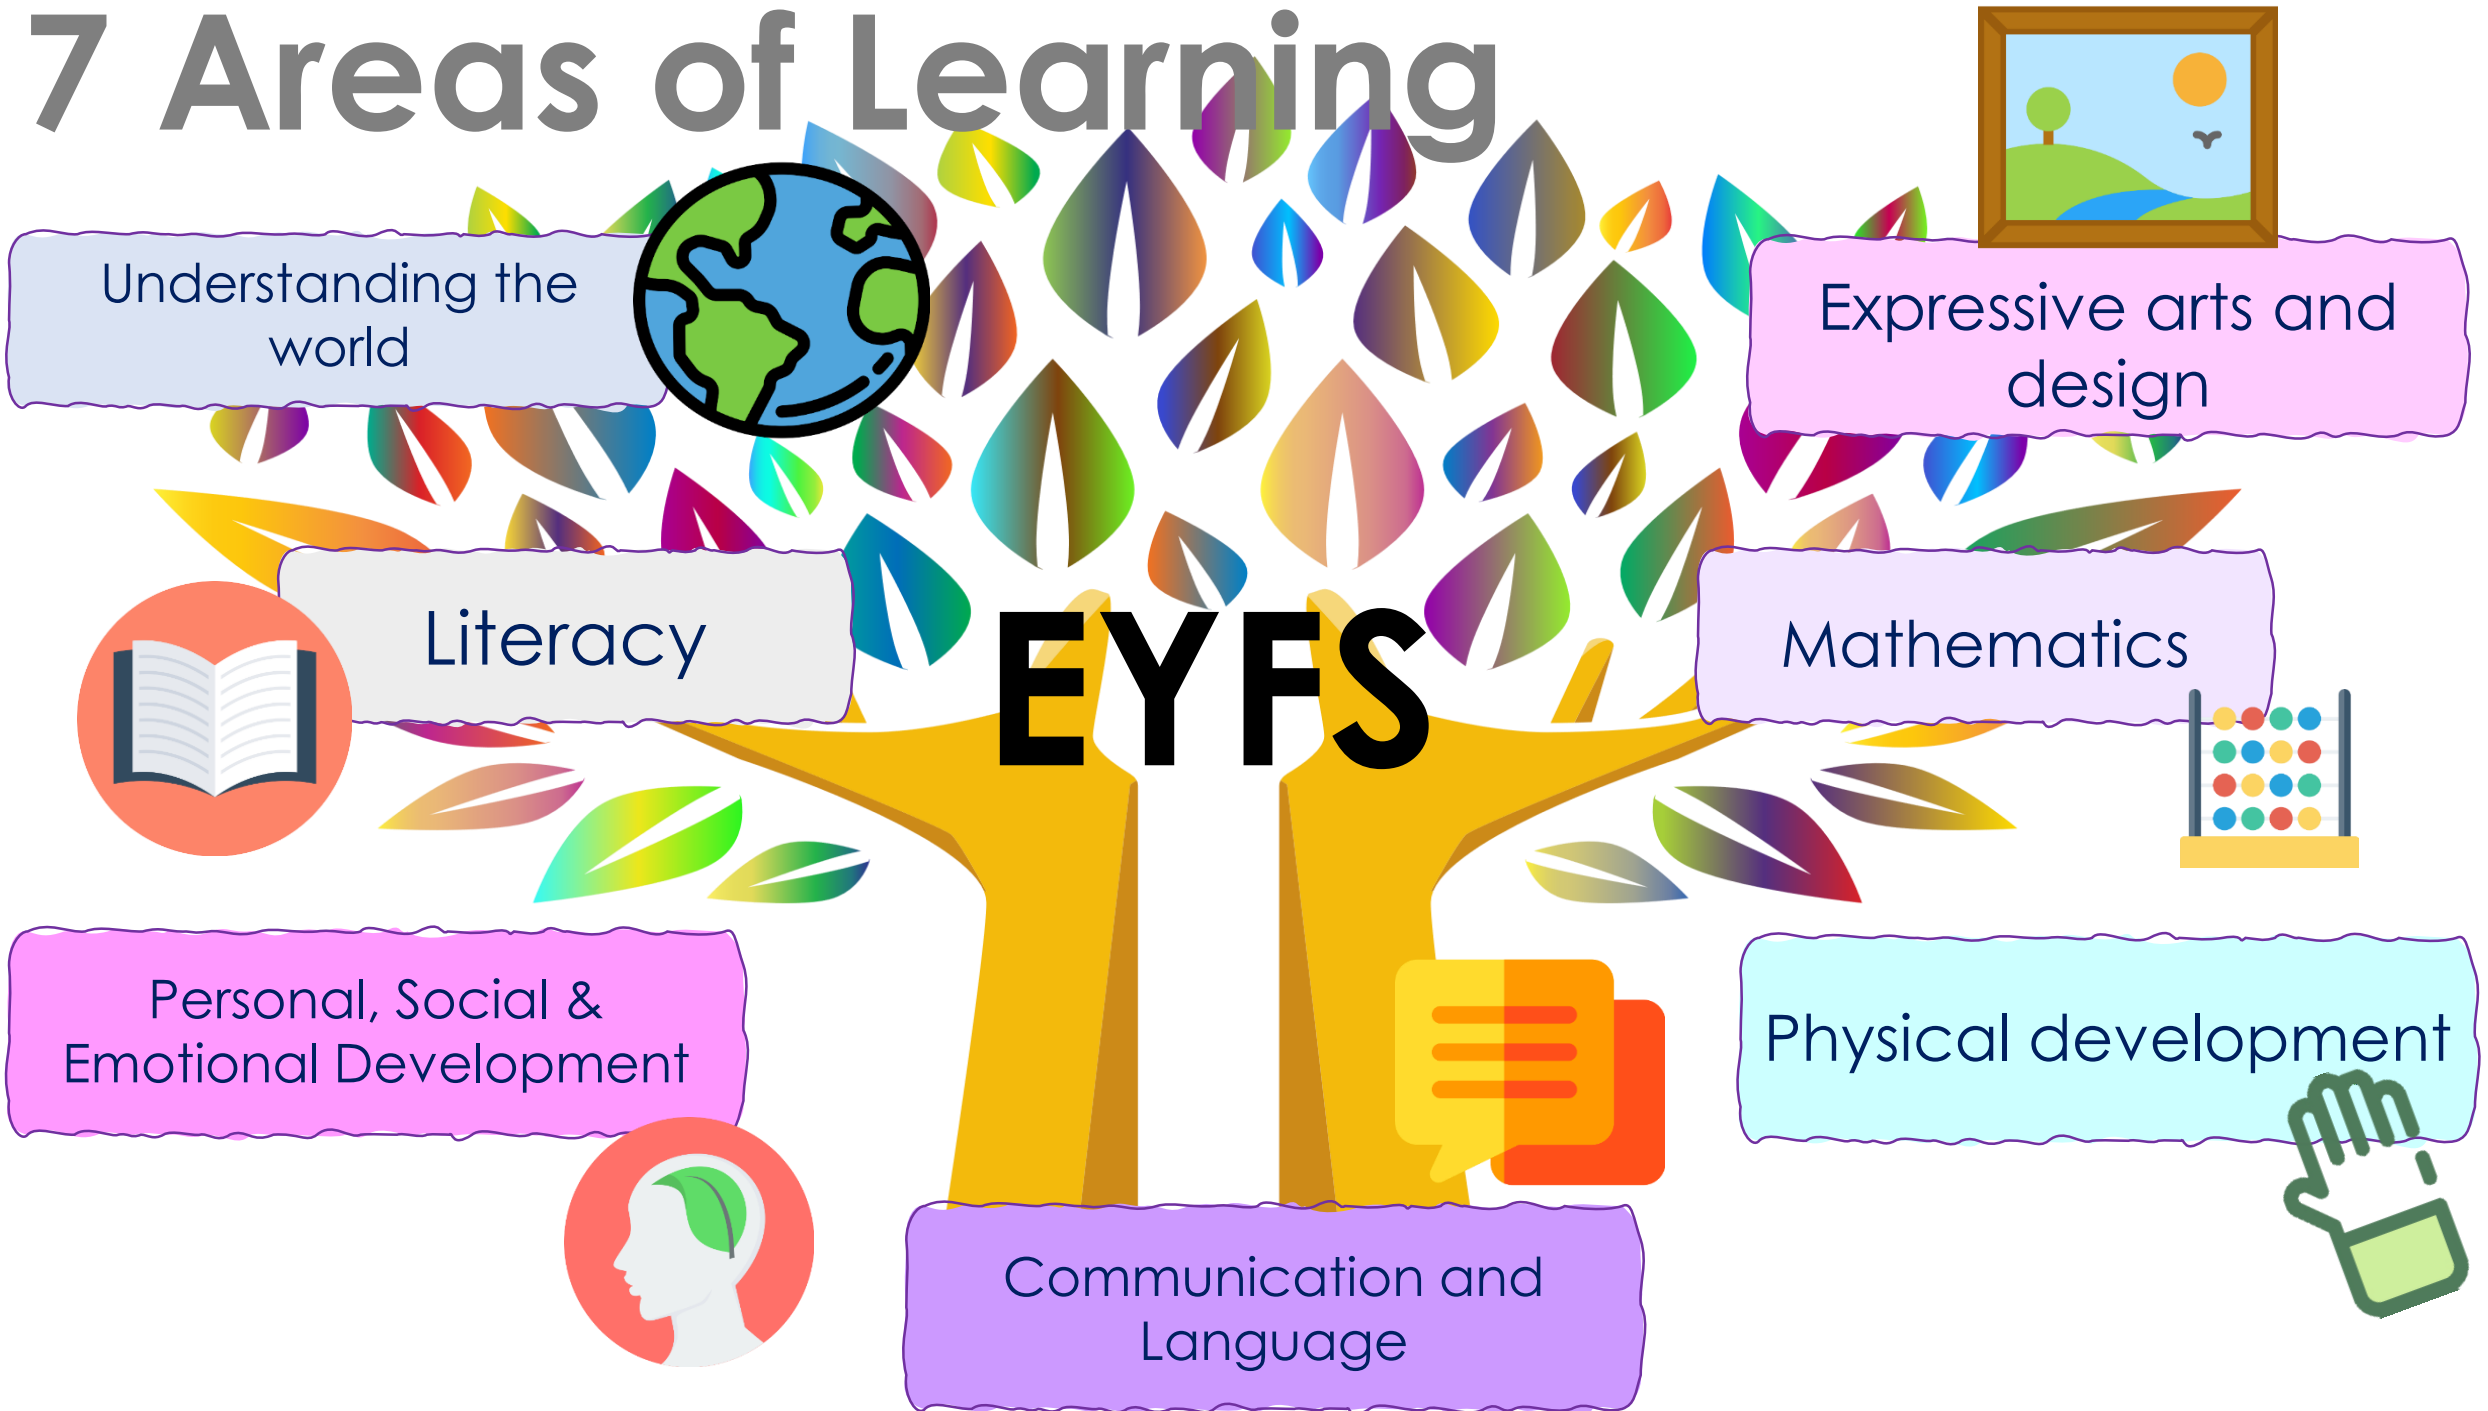 7 Areas of Learning
Understanding the
world
Expressive arts and
design
Literacy
EYFS
Mathematics
Personal, Social &
Emotional Development
Physical development
Communication and
Language